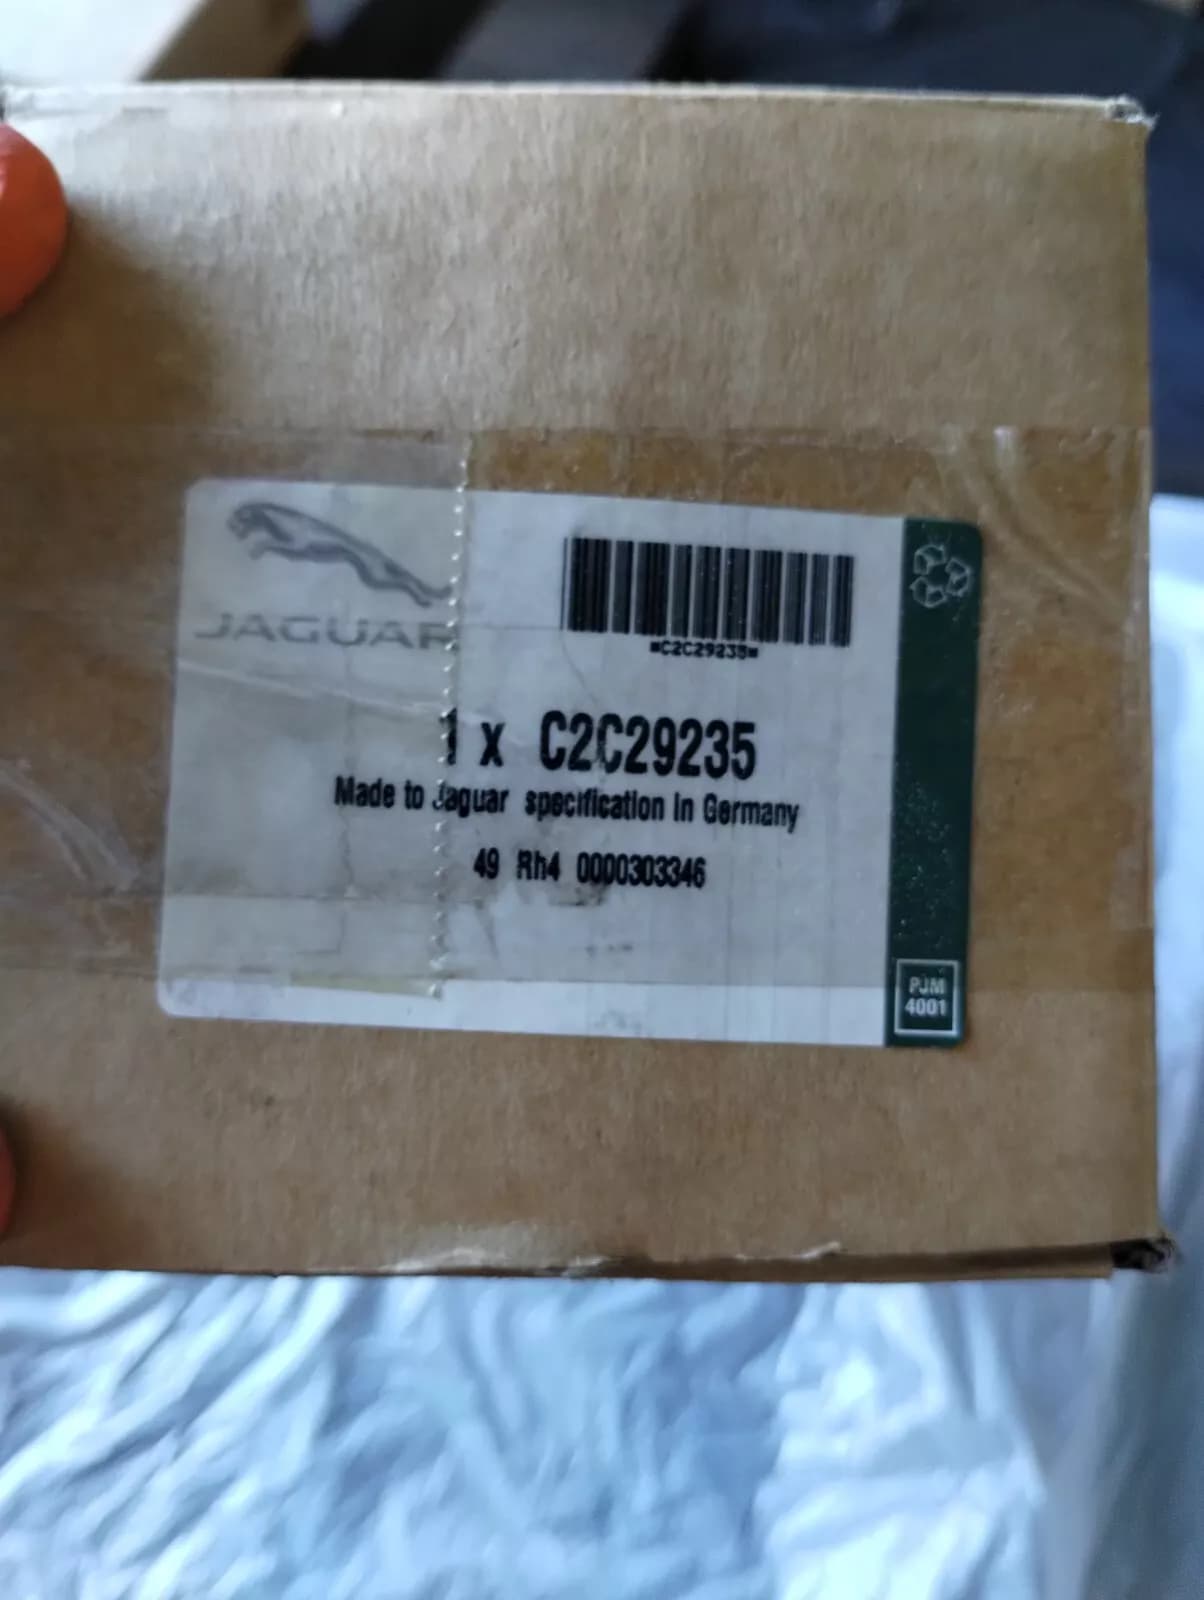 JAGUAR
*C2C29235*
1 x C2C29235
Made to Jaguar specification in Germany
49 Rh4 0000303346
PJM
4001